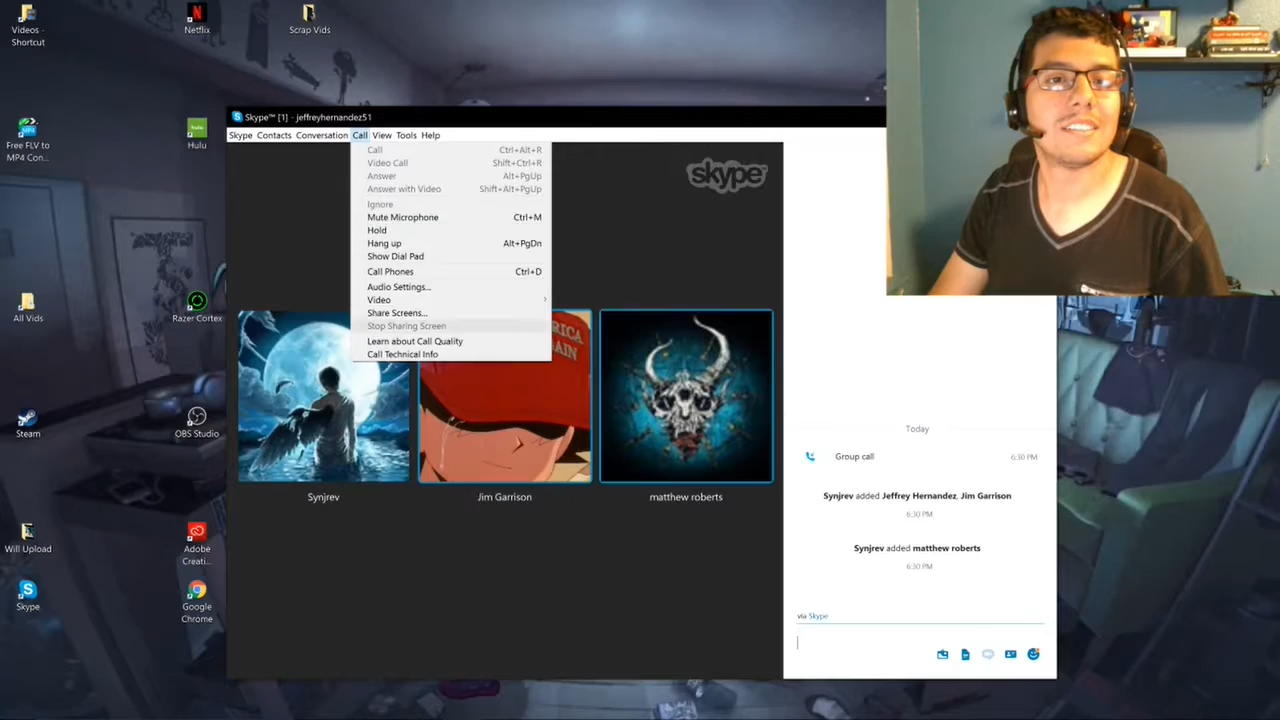 Videos -
Shortcut
Netflix
Scrap Vids
Free FLV to
MP4 Con...
hulu
Hulu
All Vids
Razer Cortex
Steam
OBS Studio
Will Upload
Adobe
Creati...
Skype
Google
Chrome
Skype™ [1] - jeffreyhernandez51
Skype Contacts Conversation Call View Tools Help
Call Ctrl+Alt+R
Video Call Shift+Ctrl+R
Answer Alt+PgUp
Answer with Video Shift+Alt+PgUp
Ignore
Mute Microphone Ctrl+M
Hold
Hang up Alt+PgDn
Show Dial Pad
Call Phones Ctrl+D
Audio Settings...
Video
Share Screens...
Stop Sharing Screen
Learn about Call Quality
Call Technical Info
skype
RICA
AIN
Synjrev
Jim Garrison
matthew roberts
Today
Group call 6:30 PM
Synjrev added Jeffrey Hernandez, Jim Garrison
6:30 PM
Synjrev added matthew roberts
6:30 PM
via Skype